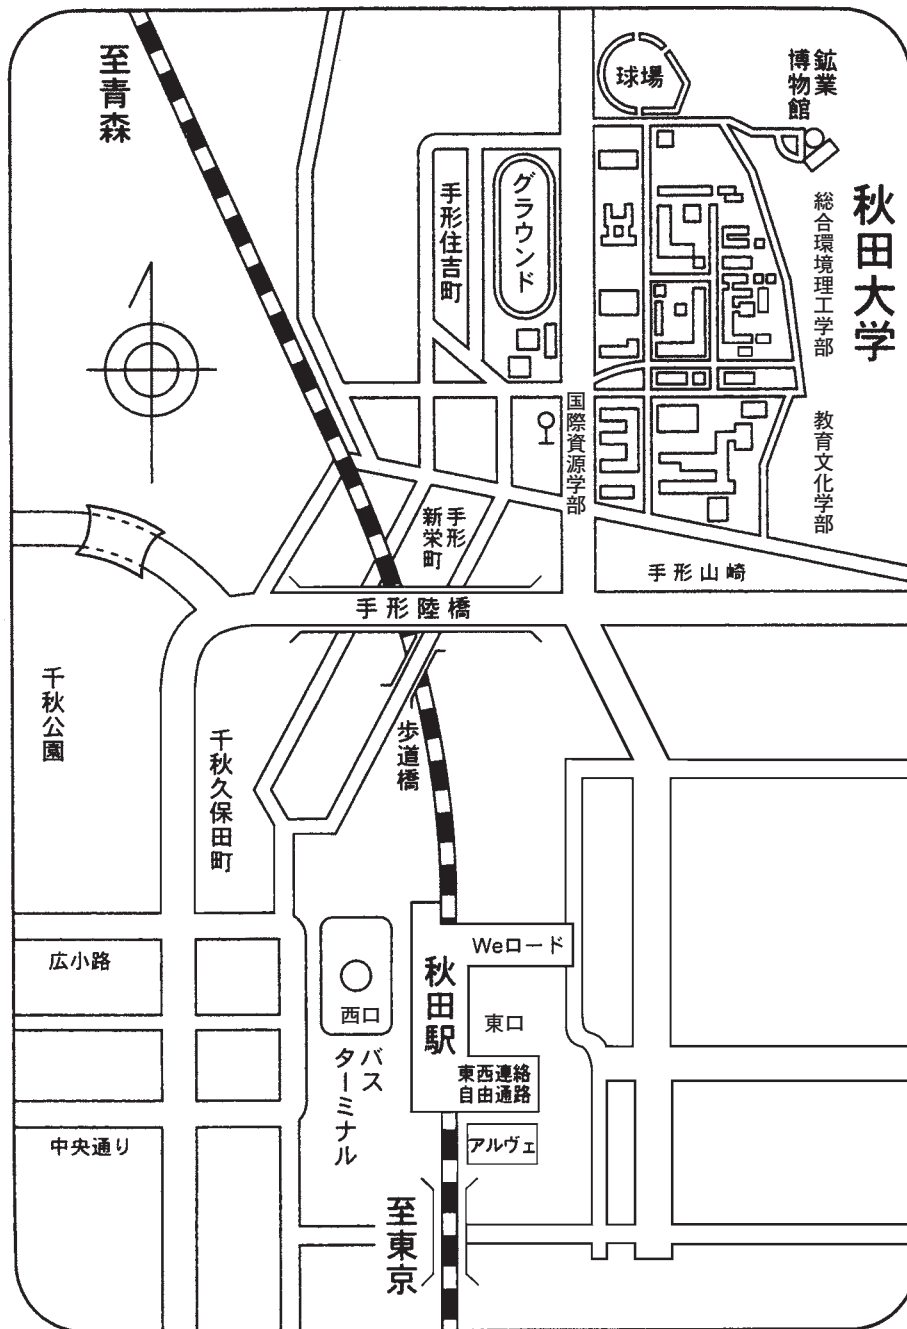 至青森
球場
鉱業
博物館
秋田大学
総合環境理工学部
グラウンド
手形住吉町
国際資源学部
教育文化学部
手形
新栄町
手形山崎
手形陸橋
千秋公園
歩道橋
千秋久保田町
Weロード
広小路
秋田駅
西口
東口
バス
ターミナル
東西連絡
自由通路
アルヴェ
中央通り
至東京